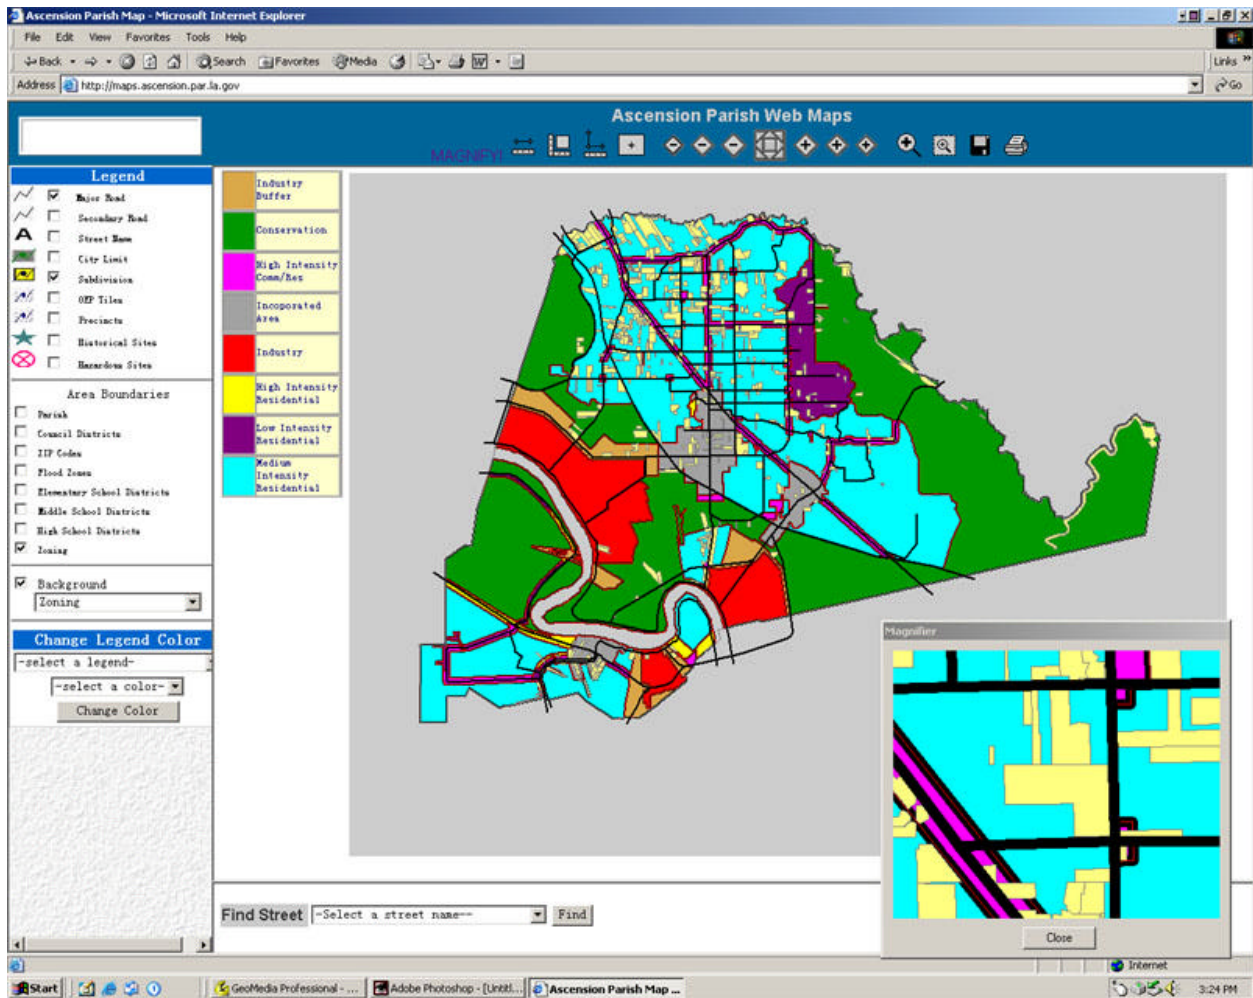 Ascension Parish Map - Microsoft Internet Explorer
File Edit View Favorites Tools Help
Back Search Favorites Media Links
Address http://maps.ascension.par.la.gov Go
Ascension Parish Web Maps
MAGNIFY!
Legend
Major Road
Secondary Road
A Street Name
City Limit
Subdivision
OEP Tiles
Precincts
Historical Sites
Hazardous Sites
Area Boundaries
Parish
Council Districts
ZIP Codes
Flood Zones
Elementary School Districts
Middle School Districts
High School Districts
Zoning
Background
Zoning
Change Legend Color
-select a legend-
-select a color-
Change Color
Industry
Buffer
Conservation
High Intensity
Comm/Res
Incoporated
Area
Industry
High Intensity
Residential
Low Intensity
Residential
Medium
Intensity
Residential
Magnifier
Close
Find Street -Select a street name-- Find
Internet
Start GeoMedia Professional - ... Adobe Photoshop - [Untitl... Ascension Parish Map ... 3:24 PM